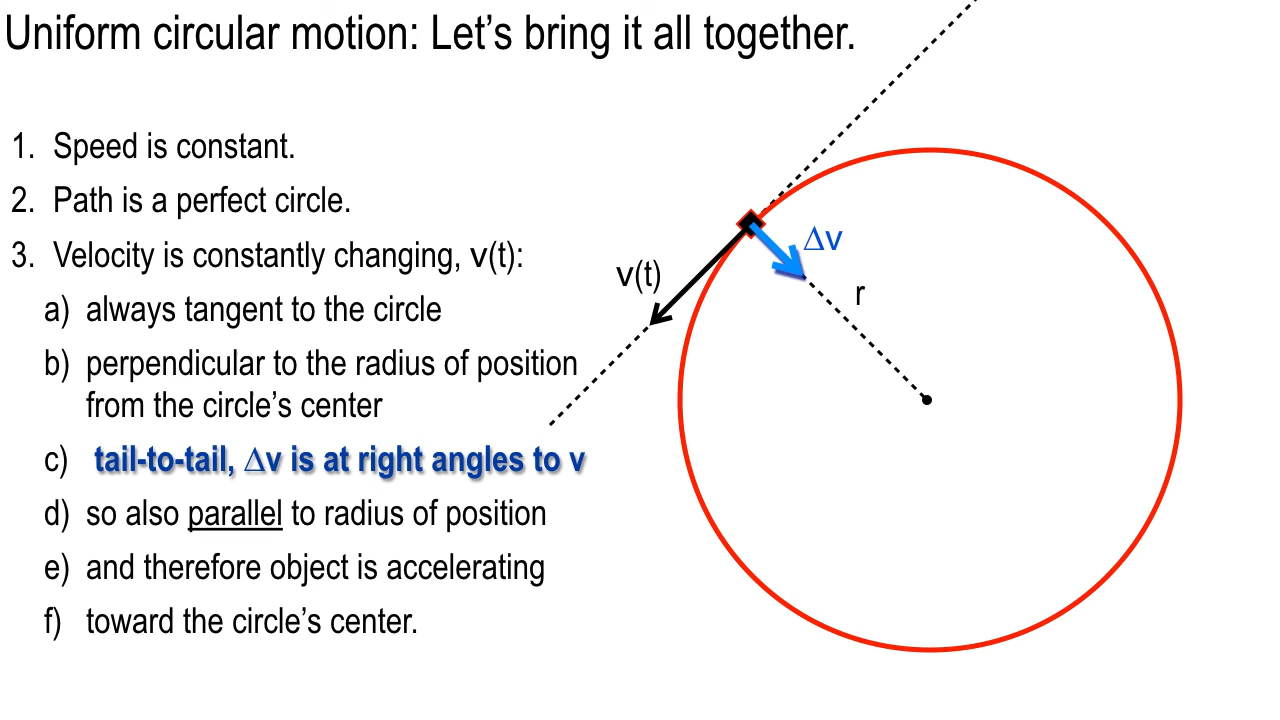 Uniform circular motion: Let’s bring it all together.
1. Speed is constant.
2. Path is a perfect circle.
3. Velocity is constantly changing, v(t):
a) always tangent to the circle
b) perpendicular to the radius of position
from the circle’s center
c) tail-to-tail, Δv is at right angles to v
d) so also parallel to radius of position
e) and therefore object is accelerating
f) toward the circle’s center.
Δv
v(t)
r